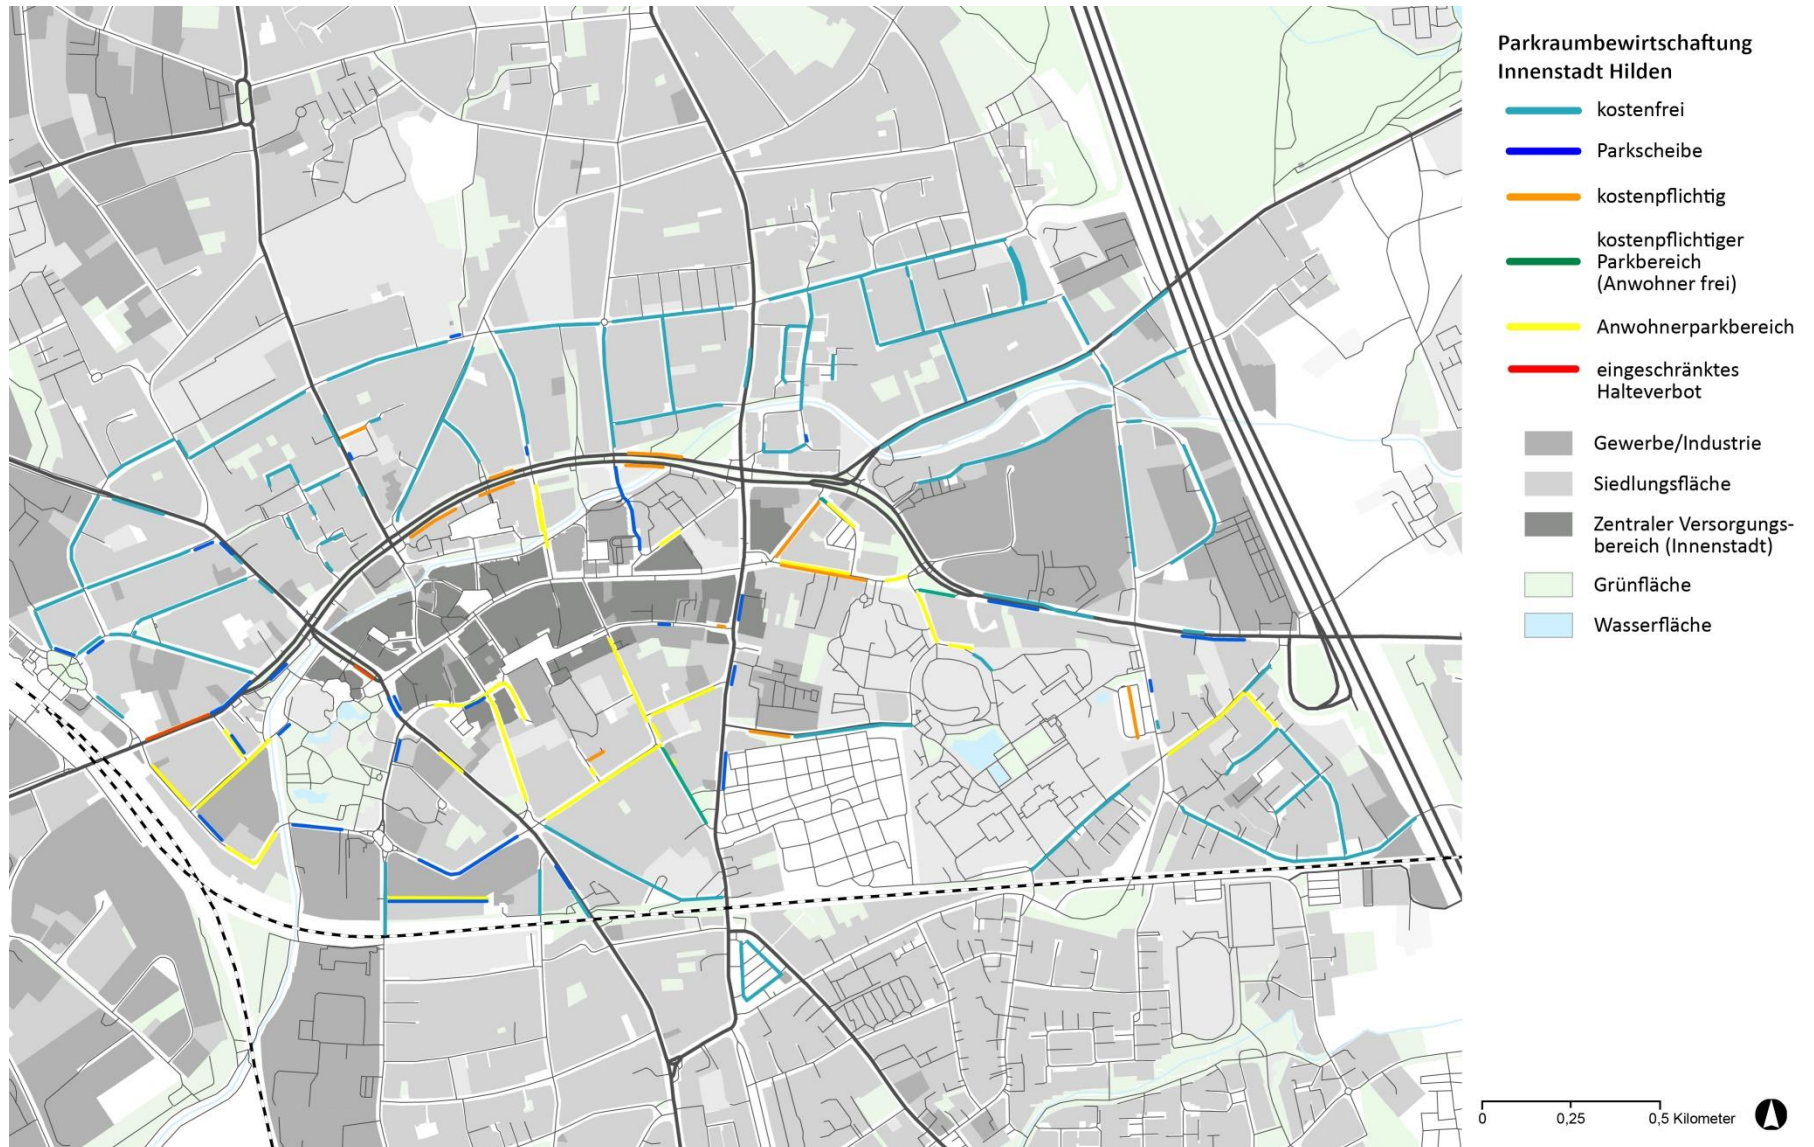 Parkraumbewirtschaftung
Innenstadt Hilden
kostenfrei
Parkscheibe
kostenpflichtig
kostenpflichtiger
Parkbereich
(Anwohner frei)
Anwohnerparkbereich
eingeschränktes
Halteverbot
Gewerbe/Industrie
Siedlungsfläche
Zentraler Versorgungs-
bereich (Innenstadt)
Grünfläche
Wasserfläche
0 0,25 0,5 Kilometer